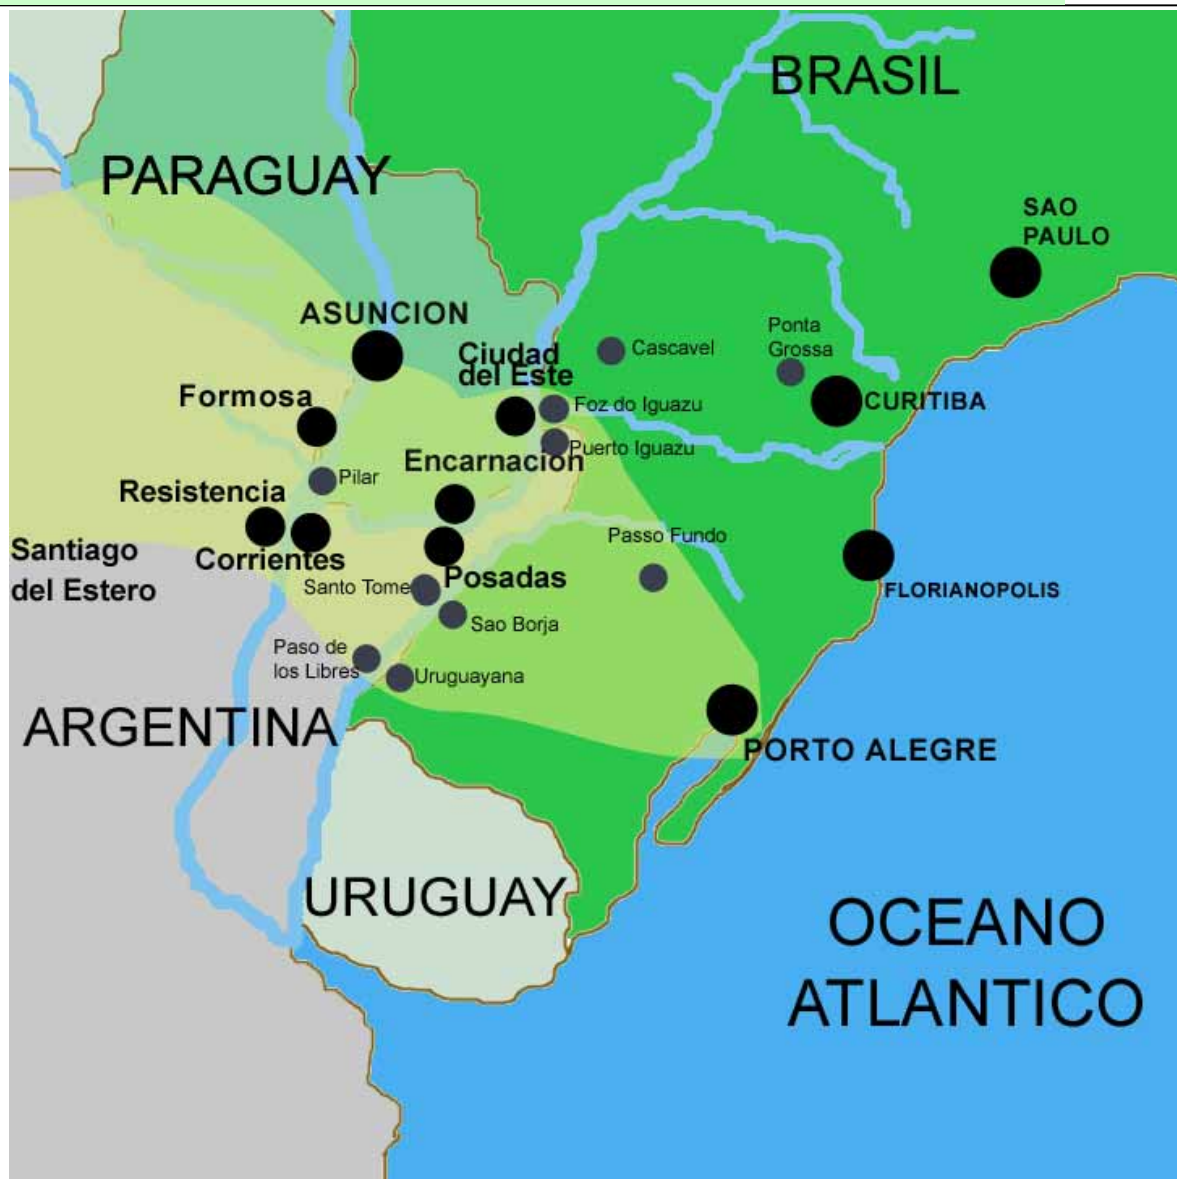 BRASIL
PARAGUAY
SAO
PAULO
ASUNCION
Ponta
Grossa
Cascavel
Ciudad
del Este
Formosa
Foz do Iguazu
CURITIBA
Puerto Iguazu
Encarnacion
Pilar
Resistencia
Passo Fundo
Santiago
del Estero
Corrientes
Posadas
Santo Tome
FLORIANOPOLIS
Sao Borja
Paso de
los Libres
Uruguayana
ARGENTINA
PORTO ALEGRE
URUGUAY
OCEANO
ATLANTICO